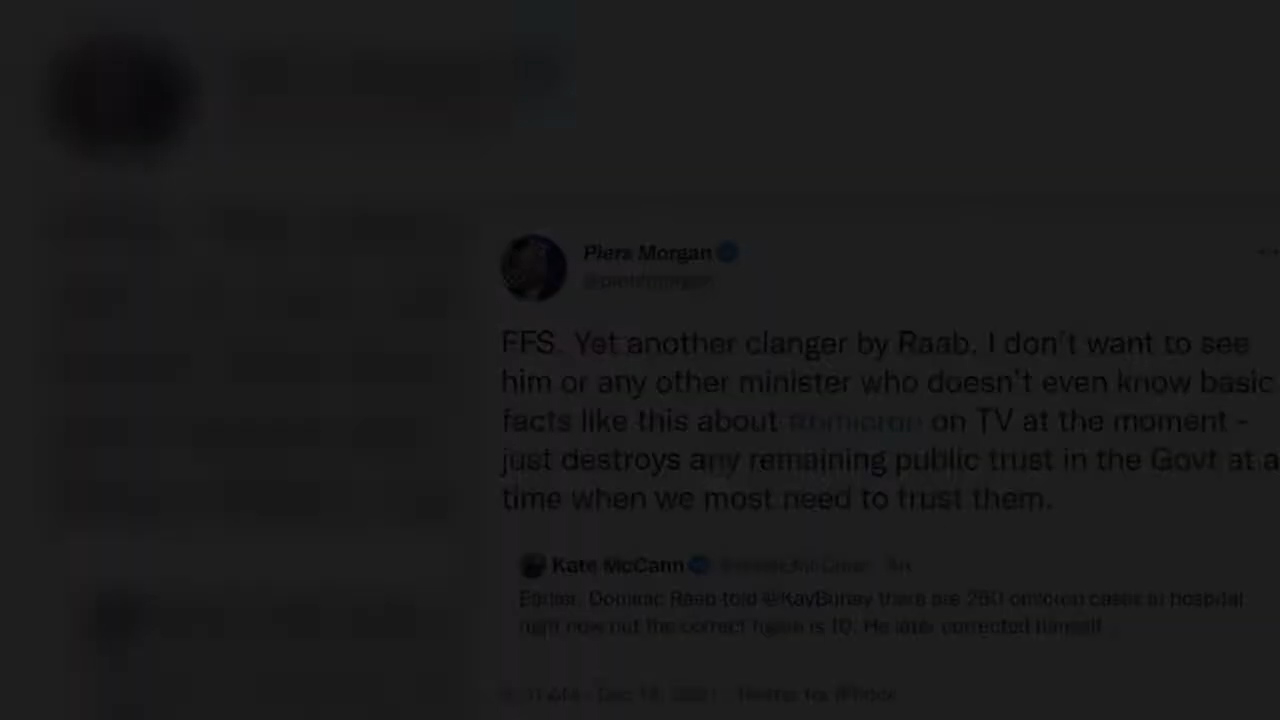 Piers Morgan
@piersmorgan
FFS. Yet another clanger by Raab. I don't want to see
him or any other minister who doesn't even know basic
facts like this about #omicron on TV at the moment -
just destroys any remaining public trust in the Govt at a
time when we most need to trust them.
Kate McCann
Earlier, Dominic Raab told @KayBurley there are 250 omicron cases in hospital
right now but the correct figure is 10. He later corrected himself
Dec